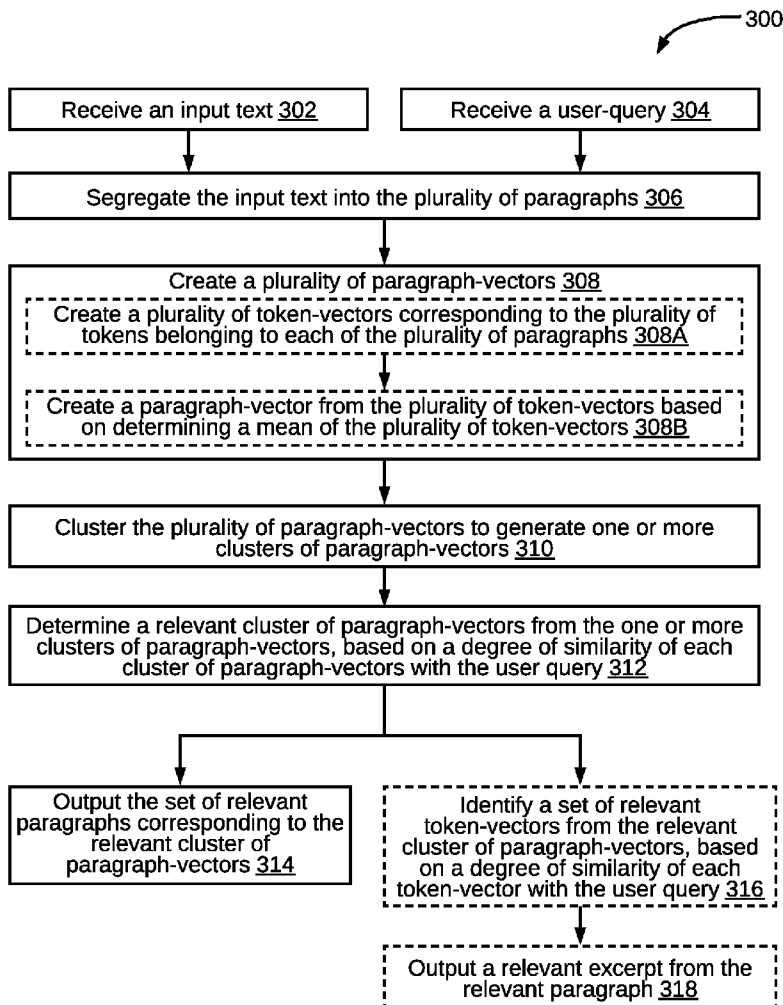 300
Receive an input text 302
Receive a user-query 304
Segregate the input text into the plurality of paragraphs 306
Create a plurality of paragraph-vectors 308
Create a plurality of token-vectors corresponding to the plurality of
tokens belonging to each of the plurality of paragraphs 308A
Create a paragraph-vector from the plurality of token-vectors based
on determining a mean of the plurality of token-vectors 308B
Cluster the plurality of paragraph-vectors to generate one or more
clusters of paragraph-vectors 310
Determine a relevant cluster of paragraph-vectors from the one or more
clusters of paragraph-vectors, based on a degree of similarity of each
cluster of paragraph-vectors with the user query 312
Output the set of relevant
paragraphs corresponding to the
relevant cluster of
paragraph-vectors 314
Identify a set of relevant
token-vectors from the relevant
cluster of paragraph-vectors, based
on a degree of similarity of each
token-vector with the user query 316
Output a relevant excerpt from the
relevant paragraph 318